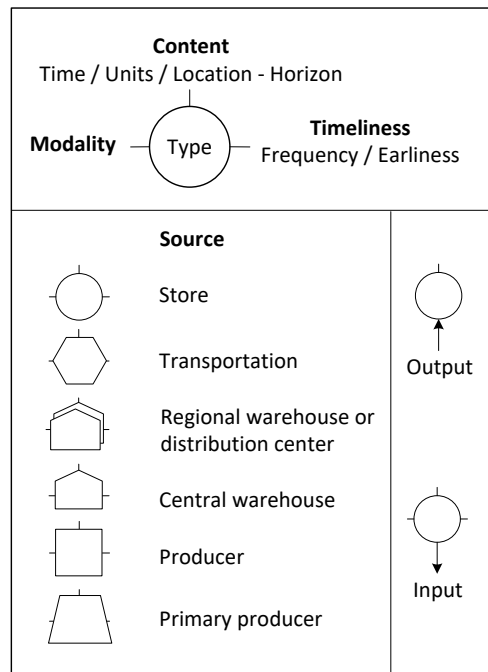 Content
Time / Units / Location - Horizon
Modality
Type
Timeliness
Frequency / Earliness
Source
Store
Transportation
Regional warehouse or
distribution center
Central warehouse
Producer
Primary producer
Output
Input